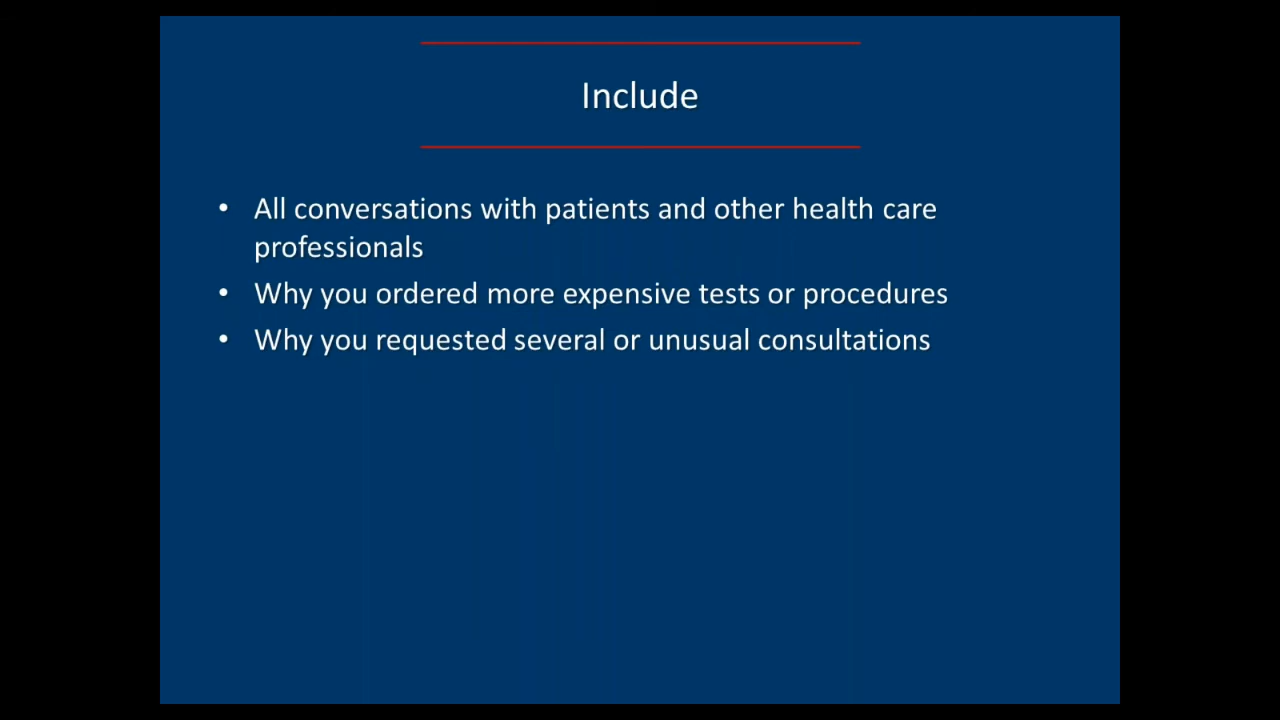 Include
• All conversations with patients and other health care
professionals
• Why you ordered more expensive tests or procedures
• Why you requested several or unusual consultations